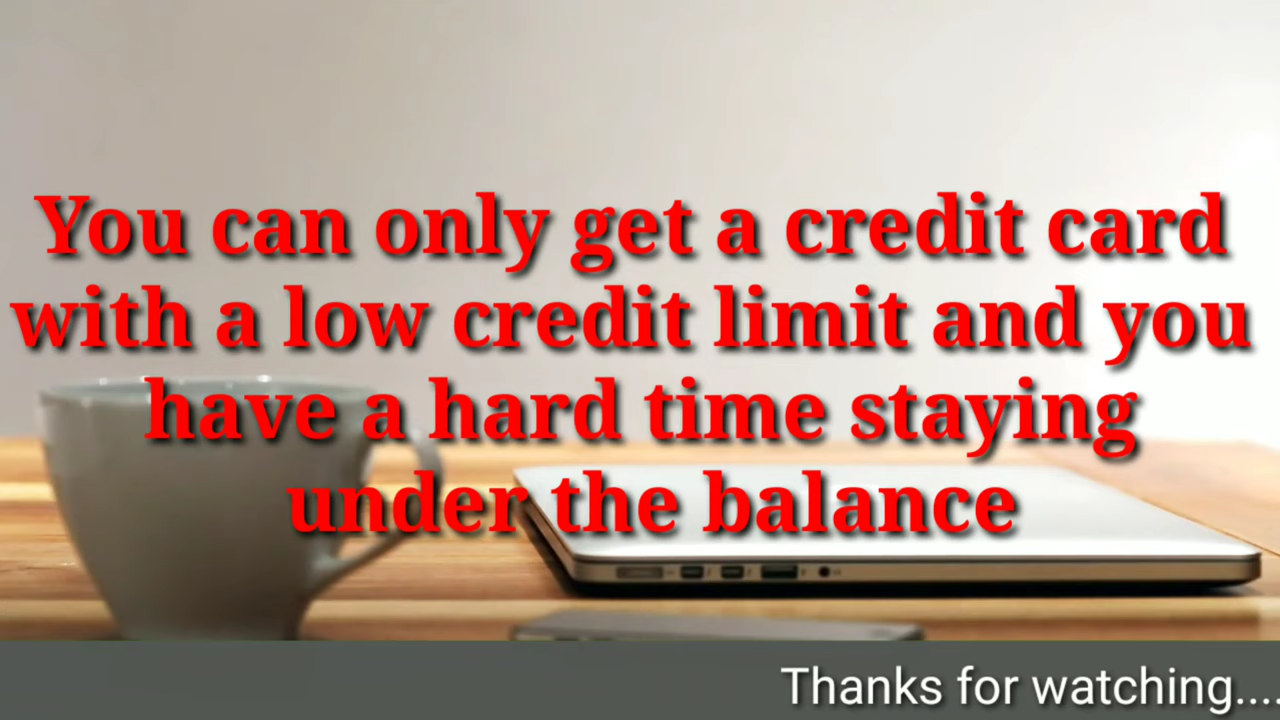 You can only get a credit card
with a low credit limit and you
have a hard time staying
under the balance
Thanks for watching....